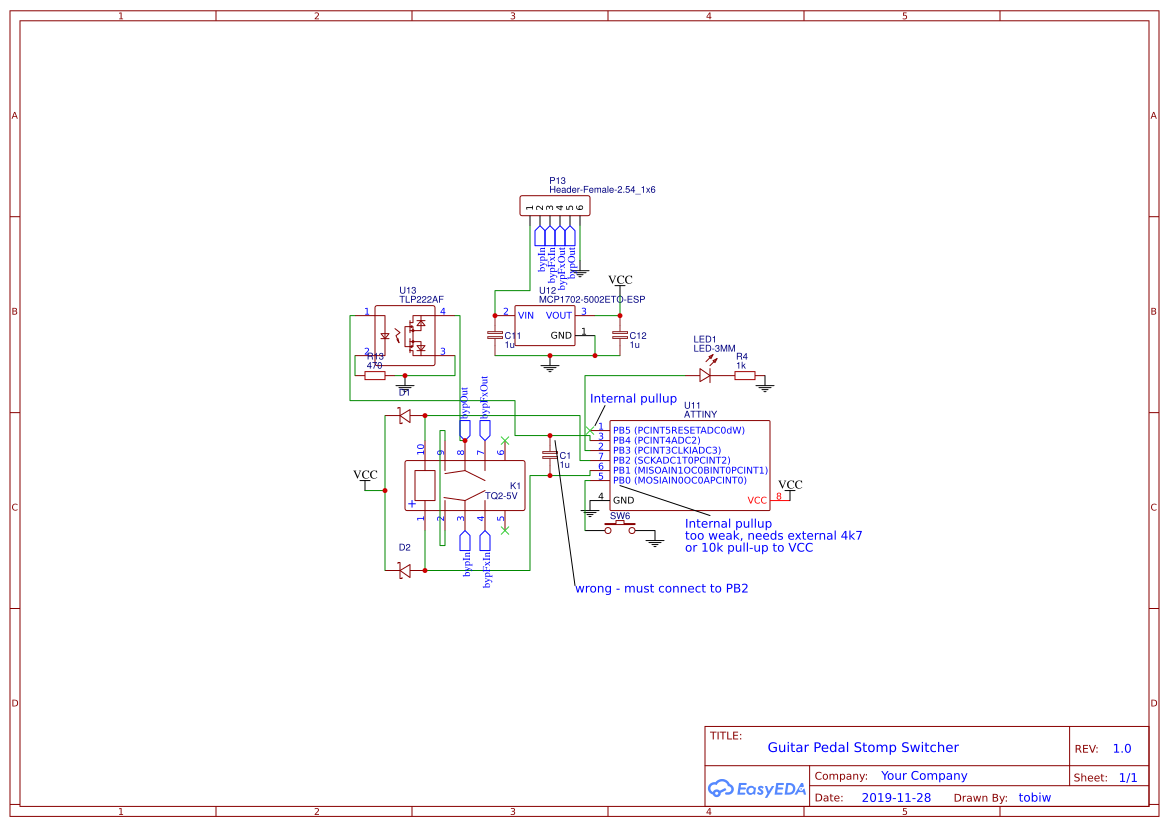 1 2 3 4 5
A A
P13
Header-Female-2.54_1x6
1 2 3 4 5 6
bypIn
bypFxIn
bypFxOut
bypOut
VCC
U13
TLP222AF
U12
MCP1702-5002ETO-ESP
B B
1 4
2 VIN VOUT 3
GND 1
C11
1u
C12
1u
2 3
R13
470
LED1
LED-3MM
R4
1k
D1
bypOut
bypFxOut
Internal pullup
U11
ATTINY
1 PB5 (PCINT5RESETADC0dW)
3 PB4 (PCINT4ADC2)
2 PB3 (PCINT3CLKIADC3)
7 PB2 (SCKADC1T0PCINT2)
6 PB1 (MISOAIN1OC0BINT0PCINT1)
5 PB0 (MOSIAIN0OC0APCINT0)
4 GND
VCC 8
VCC
10 9 8 7 6
C1
1u
VCC
K1
TQ2-5V
+
1 2 3 4 5
C C
SW6
Internal pullup
too weak, needs external 4k7
or 10k pull-up to VCC
D2
bypIn
bypFxIn
wrong - must connect to PB2
D D
TITLE:
Guitar Pedal Stomp Switcher
REV: 1.0
EasyEDA
Company: Your Company
Sheet: 1/1
Date: 2019-11-28 Drawn By: tobiw
1 2 3 4 5